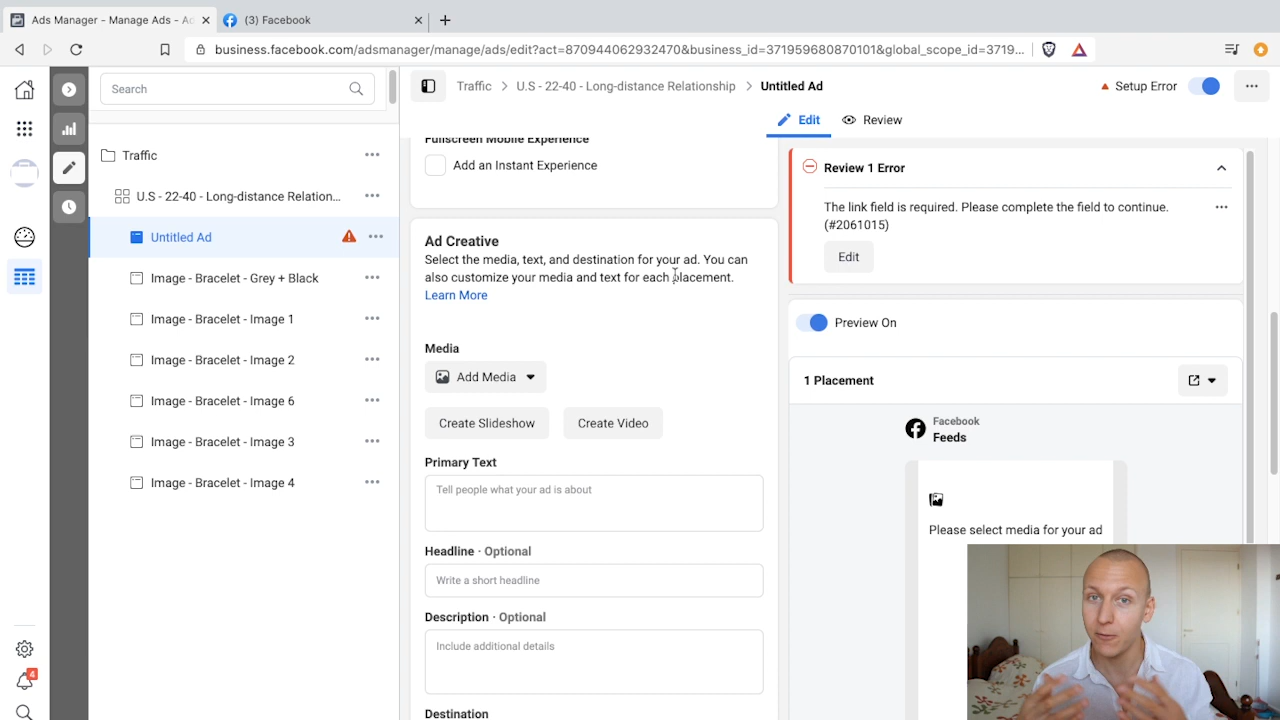 Ads Manager - Manage Ads - Ad
(3) Facebook
business.facebook.com/adsmanager/manage/ads/edit?act=870944062932470&business_id=371959680870101&global_scope_id=3719...
Search
Traffic
U.S - 22-40 - Long-distance Relation...
Untitled Ad
Image - Bracelet - Grey + Black
Image - Bracelet - Image 1
Image - Bracelet - Image 2
Image - Bracelet - Image 6
Image - Bracelet - Image 3
Image - Bracelet - Image 4
4
Traffic > U.S - 22-40 - Long-distance Relationship > Untitled Ad
Setup Error
Edit
Review
Fullscreen Mobile Experience
Add an Instant Experience
Ad Creative
Select the media, text, and destination for your ad. You can
also customize your media and text for each placement.
Learn More
Media
Add Media
Create Slideshow
Create Video
Primary Text
Tell people what your ad is about
Headline · Optional
Write a short headline
Description · Optional
Include additional details
Destination
Review 1 Error
The link field is required. Please complete the field to continue.
(#2061015)
Edit
Preview On
1 Placement
Facebook
Feeds
Please select media for your ad